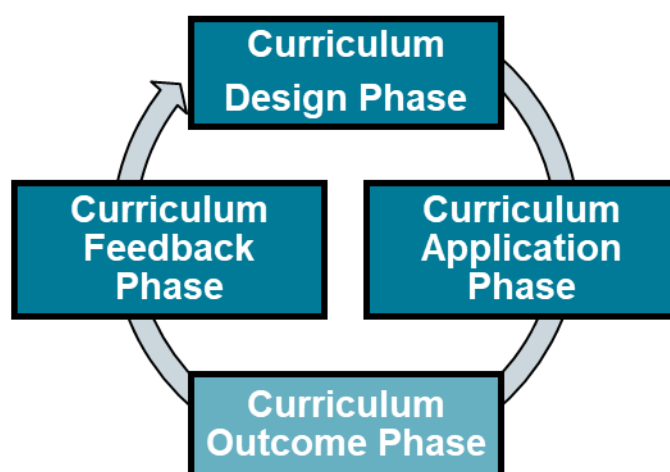 Curriculum
Design Phase
Curriculum
Feedback
Phase
Curriculum
Application
Phase
Curriculum
Outcome Phase